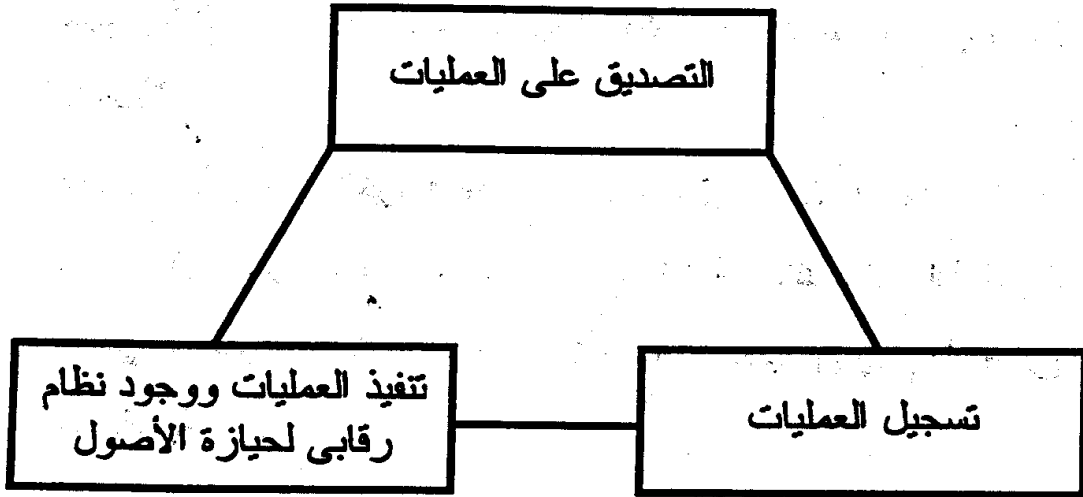 التصديق على العمليات
تسجيل العمليات
تنفيذ العمليات ووجود نظام
رقابى لحيازة الأصول